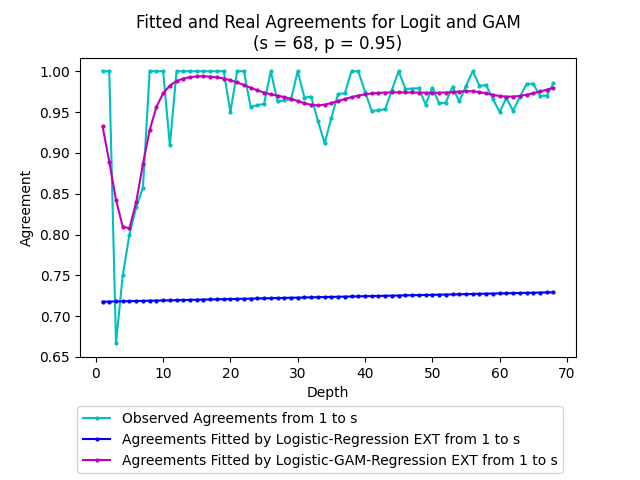 Fitted and Real Agreements for Logit and GAM
(s = 68, p = 0.95)
1.00
0.95
0.90
0.85
0.80
0.75
0.70
0.65
Agreement
0 10 20 30 40 50 60 70
Depth
Observed Agreements from 1 to s
Agreements Fitted by Logistic-Regression EXT from 1 to s
Agreements Fitted by Logistic-GAM-Regression EXT from 1 to s